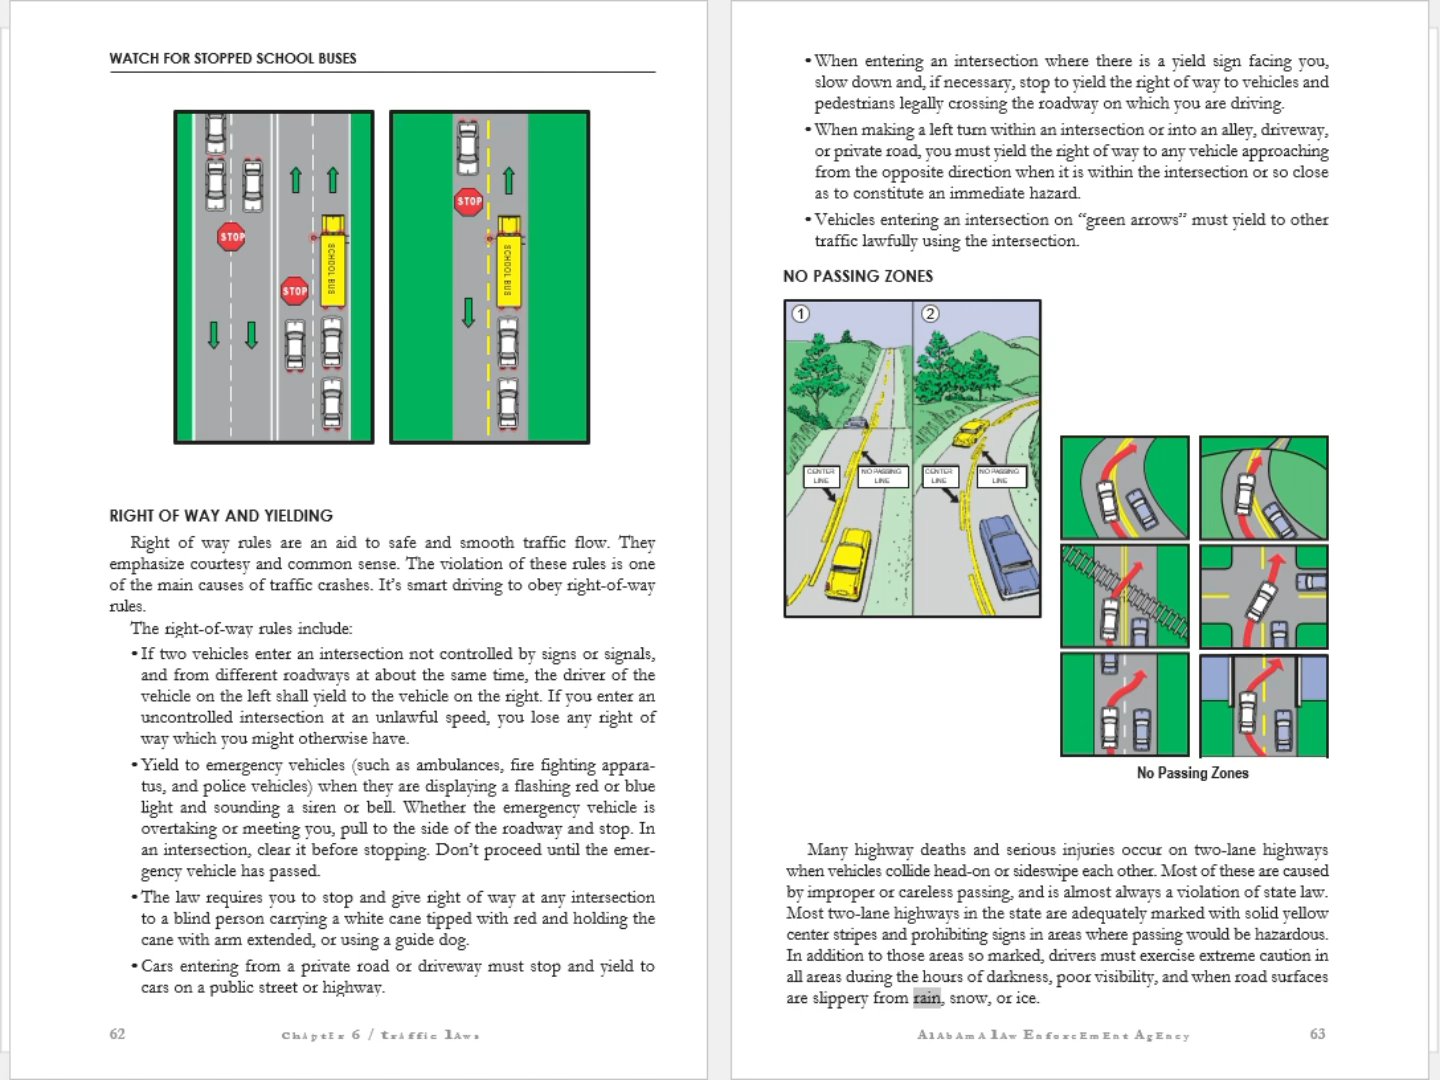 WATCH FOR STOPPED SCHOOL BUSES
STOP
STOP
SCHOOL BUS
STOP
SCHOOL BUS
RIGHT OF WAY AND YIELDING
Right of way rules are an aid to safe and smooth traffic flow. They
emphasize courtesy and common sense. The violation of these rules is one
of the main causes of traffic crashes. It's smart driving to obey right-of-way
rules.
The right-of-way rules include:
• If two vehicles enter an intersection not controlled by signs or signals,
and from different roadways at about the same time, the driver of the
vehicle on the left shall yield to the vehicle on the right. If you enter an
uncontrolled intersection at an unlawful speed, you lose any right of
way which you might otherwise have.
• Yield to emergency vehicles (such as ambulances, fire fighting appara-
tus, and police vehicles) when they are displaying a flashing red or blue
light and sounding a siren or bell. Whether the emergency vehicle is
overtaking or meeting you, pull to the side of the roadway and stop. In
an intersection, clear it before stopping. Don't proceed until the emer-
gency vehicle has passed.
• The law requires you to stop and give right of way at any intersection
to a blind person carrying a white cane tipped with red and holding the
cane with arm extended, or using a guide dog.
• Cars entering from a private road or driveway must stop and yield to
cars on a public street or highway.
62
Chapter 6 / Traffic laws
• When entering an intersection where there is a yield sign facing you,
slow down and, if necessary, stop to yield the right of way to vehicles and
pedestrians legally crossing the roadway on which you are driving.
• When making a left turn within an intersection or into an alley, driveway,
or private road, you must yield the right of way to any vehicle approaching
from the opposite direction when it is within the intersection or so close
as to constitute an immediate hazard.
• Vehicles entering an intersection on “green arrows” must yield to other
traffic lawfully using the intersection.
NO PASSING ZONES
1
2
CENTER
LINE
NO PASSING
LINE
CENTER
LINE
NO PASSING
LINE
No Passing Zones
Many highway deaths and serious injuries occur on two-lane highways
when vehicles collide head-on or sideswipe each other. Most of these are caused
by improper or careless passing, and is almost always a violation of state law.
Most two-lane highways in the state are adequately marked with solid yellow
center stripes and prohibiting signs in areas where passing would be hazardous.
In addition to those areas so marked, drivers must exercise extreme caution in
all areas during the hours of darkness, poor visibility, and when road surfaces
are slippery from rain, snow, or ice.
Alabama law Enforcement Agency
63